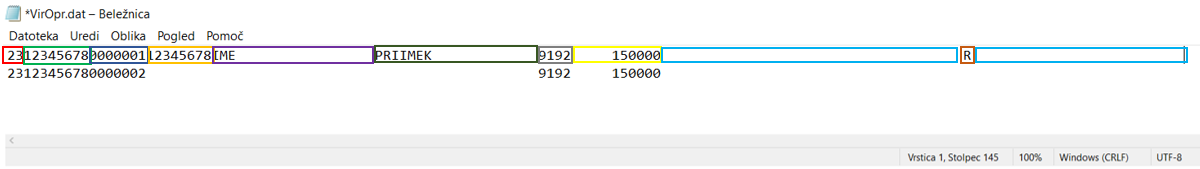 *VirOpr.dat – Beležnica
Datoteka Uredi Oblika Pogled Pomoč
2312345678000000112345678IME PRIIMEK 9192 150000 R
23123456780000002 9192 150000
Vrstica 1, Stolpec 145 100% Windows (CRLF) UTF-8